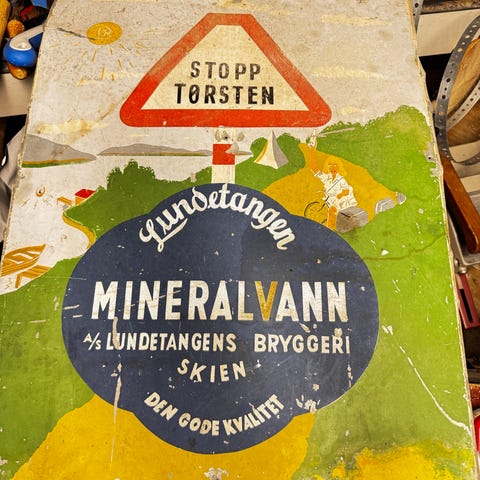 STOPP
TØRSTEN
Lundetangen
MINERALVANN
A/S LUNDETANGENS BRYGGERI
SKIEN
DEN GODE KVALITET